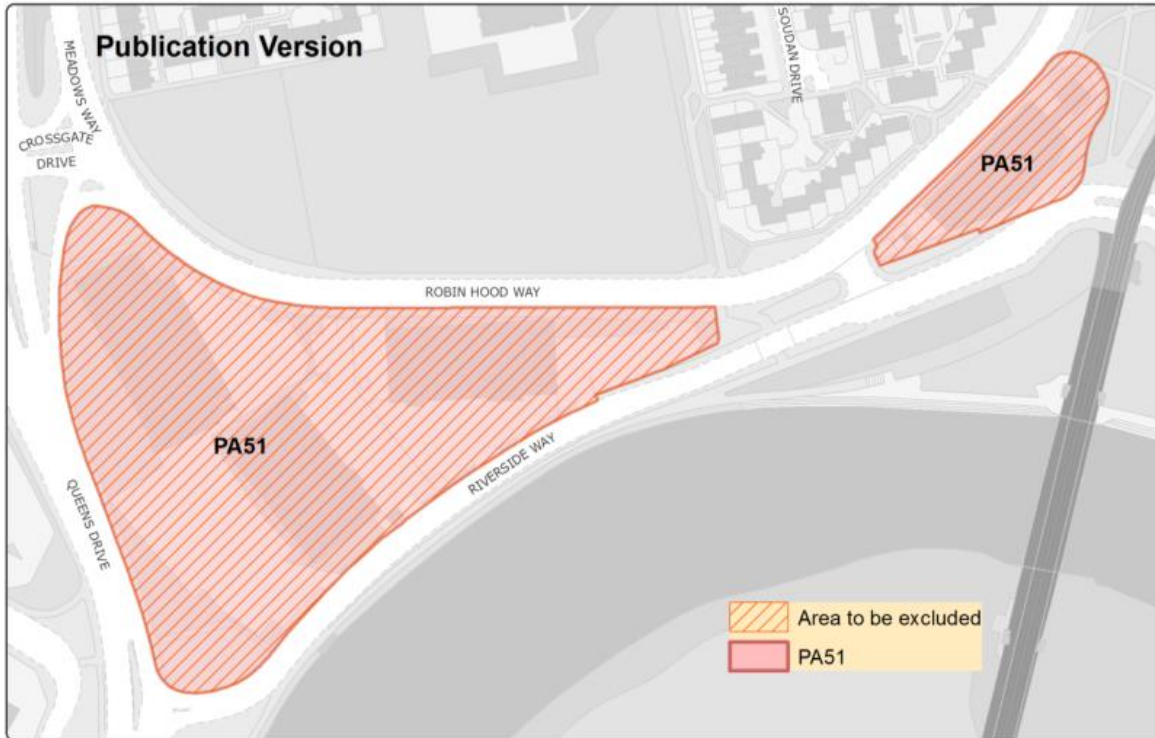 Publication Version
MEADOWS WAY
CROSSGATE
DRIVE
SOUDAN DRIVE
PA51
ROBIN HOOD WAY
PA51
RIVERSIDE WAY
QUEENS DRIVE
Area to be excluded
PA51